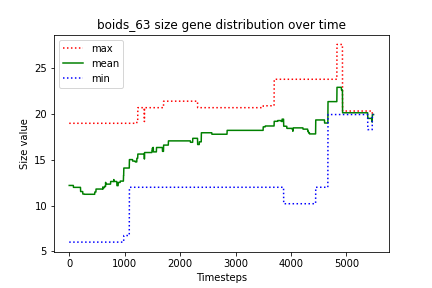 boids_63 size gene distribution over time
max
mean
min
Size value
25
20
15
10
5
0
1000
2000
3000
4000
5000
Timesteps